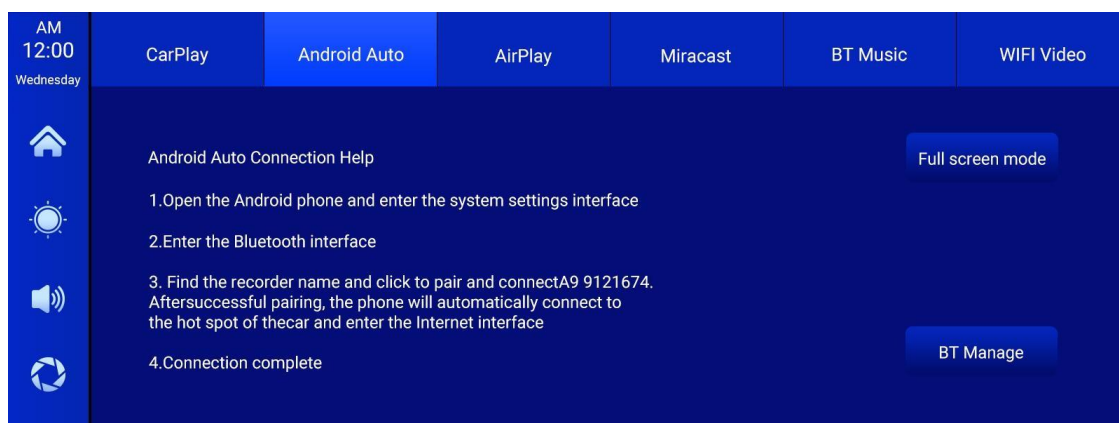 AM
12:00
Wednesday
CarPlay
Android Auto
AirPlay
Miracast
BT Music
WIFI Video
Android Auto Connection Help
Full screen mode
1.Open the Android phone and enter the system settings interface
2.Enter the Bluetooth interface
3. Find the recorder name and click to pair and connectA9 9121674.
Aftersuccessful pairing, the phone will automatically connect to
the hot spot of thecar and enter the Internet interface
BT Manage
4.Connection complete